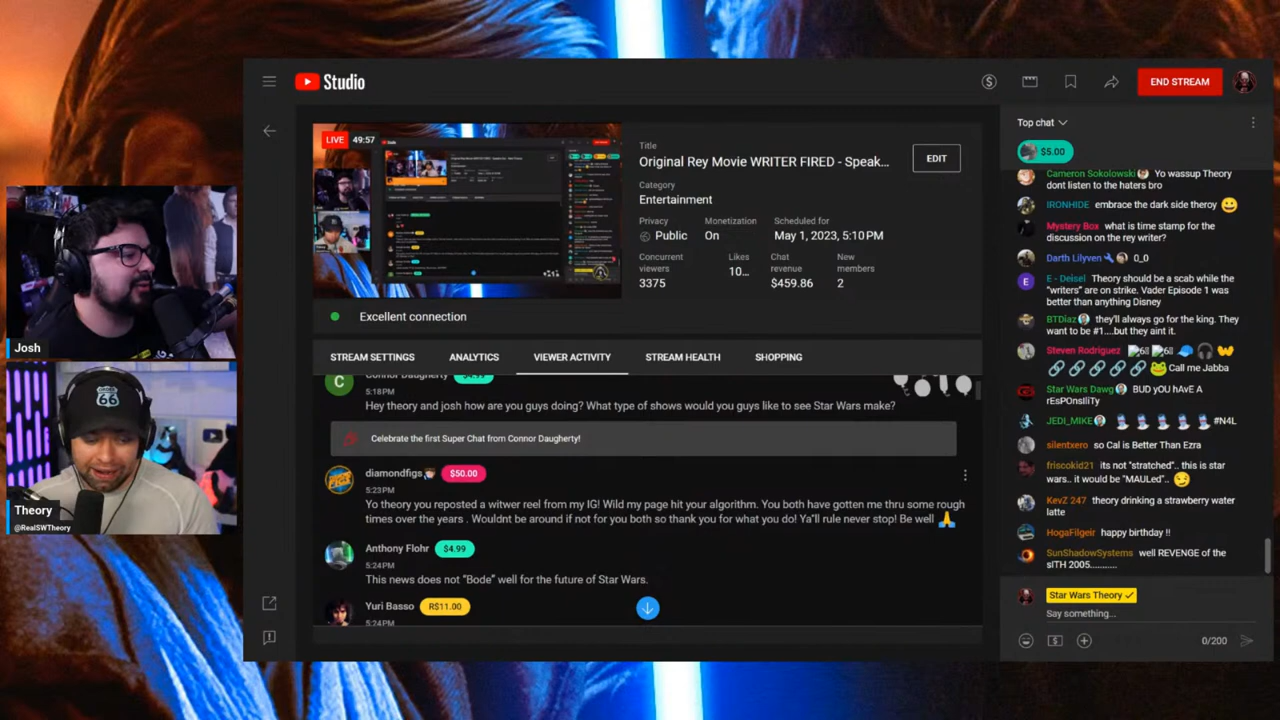 Studio
END STREAM
LIVE 49:57
Title
Original Rey Movie WRITER FIRED - Speak...
EDIT
Category
Entertainment
Privacy
Monetization
Scheduled for
Public
On
May 1, 2023, 5:10 PM
Concurrent viewers
Likes
Chat revenue
New members
3375
10...
$459.86
2
Excellent connection
STREAM SETTINGS
ANALYTICS
VIEWER ACTIVITY
STREAM HEALTH
SHOPPING
C
Connor Daugherty
$4.99
5:18PM
Hey theory and josh how are you guys doing? What type of shows would you guys like to see Star Wars make?
Celebrate the first Super Chat from Connor Daugherty!
diamondfigs
$50.00
5:23PM
Yo theory you reposted a witwer reel from my IG! Wild my page hit your algorithm. You both have gotten me thru some rough
times over the years . Wouldnt be around if not for you both so thank you for what you do! Ya"ll rule never stop! Be well 🙏
Anthony Flohr
$4.99
5:24PM
This news does not "Bode" well for the future of Star Wars.
Yuri Basso
R$11.00
5:24PM
Josh
ROUTE
US
66
Theory
@RealSWTheory
Top chat
$5.00
Cameron Sokolowski Yo wassup Theory
dont listen to the haters bro
IRONHIDE embrace the dark side theroy 😀
Mystery Box what is time stamp for the
discussion on the rey writer?
Darth Lilyven 0_0
E
E - Deisel Theory should be a scab while the
"writers" are on strike. Vader Episode 1 was
better than anything Disney
BTDiaz they'll always go for the king. They
want to be #1....but they aint it.
Steven Rodriguez
Call me Jabba
Star Wars Dawg BUD yOU hAvE A
rEsPOnsIiTy
JEDI_MIKE #N4L
silentxero so Cal is Better Than Ezra
friscokid21 its not "stretched".. this is star
wars.. it would be "MAULed".. 😏
KevZ 247 theory drinking a strawberry water
latte
HogaFilgeir happy birthday !!
SunShadowSystems well REVENGE of the
sITH 2005...........
Star Wars Theory ✓
Say something...
0/200